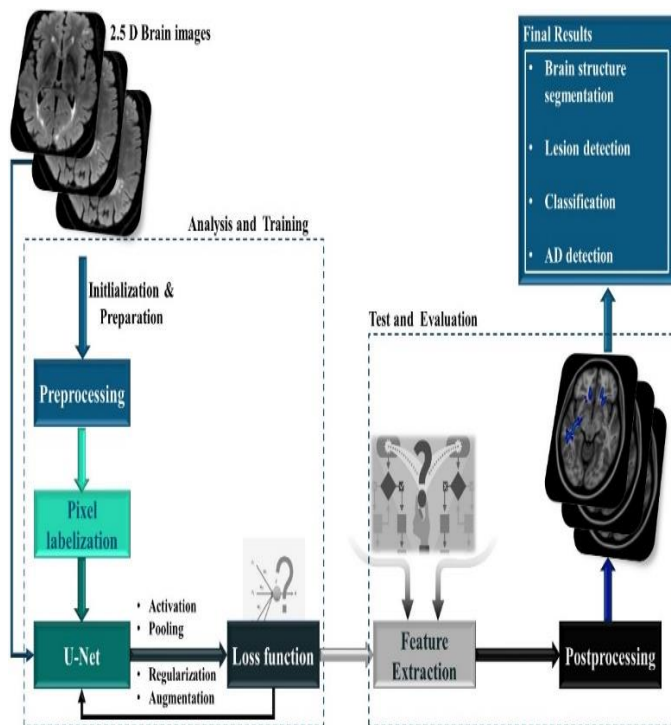 2.5 D Brain images
Final Results
• Brain structure
segmentation
• Lesion detection
• Classification
• AD detection
Analysis and Training
Initlialization &
Preparation
Test and Evaluation
Preprocessing
Pixel
labelization
• Activation
• Pooling
U-Net
Loss function
• Regularization
• Augmentation
Feature
Extraction
Postprocessing